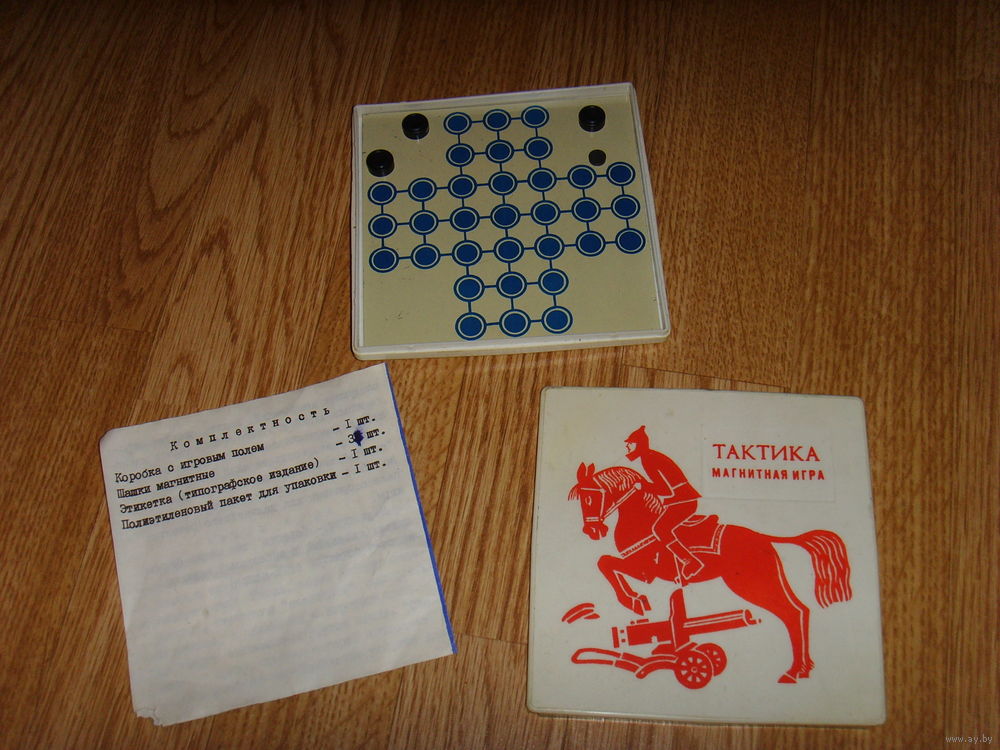 Комплектность
Коробка с игровым полем – I шт.
Шашки магнитные – 3 шт.
Этикетка (типографское издание) – I шт.
Полиэтиленовый пакет для упаковки – I шт.
ТАКТИКА
МАГНИТНАЯ ИГРА
www.ay.by